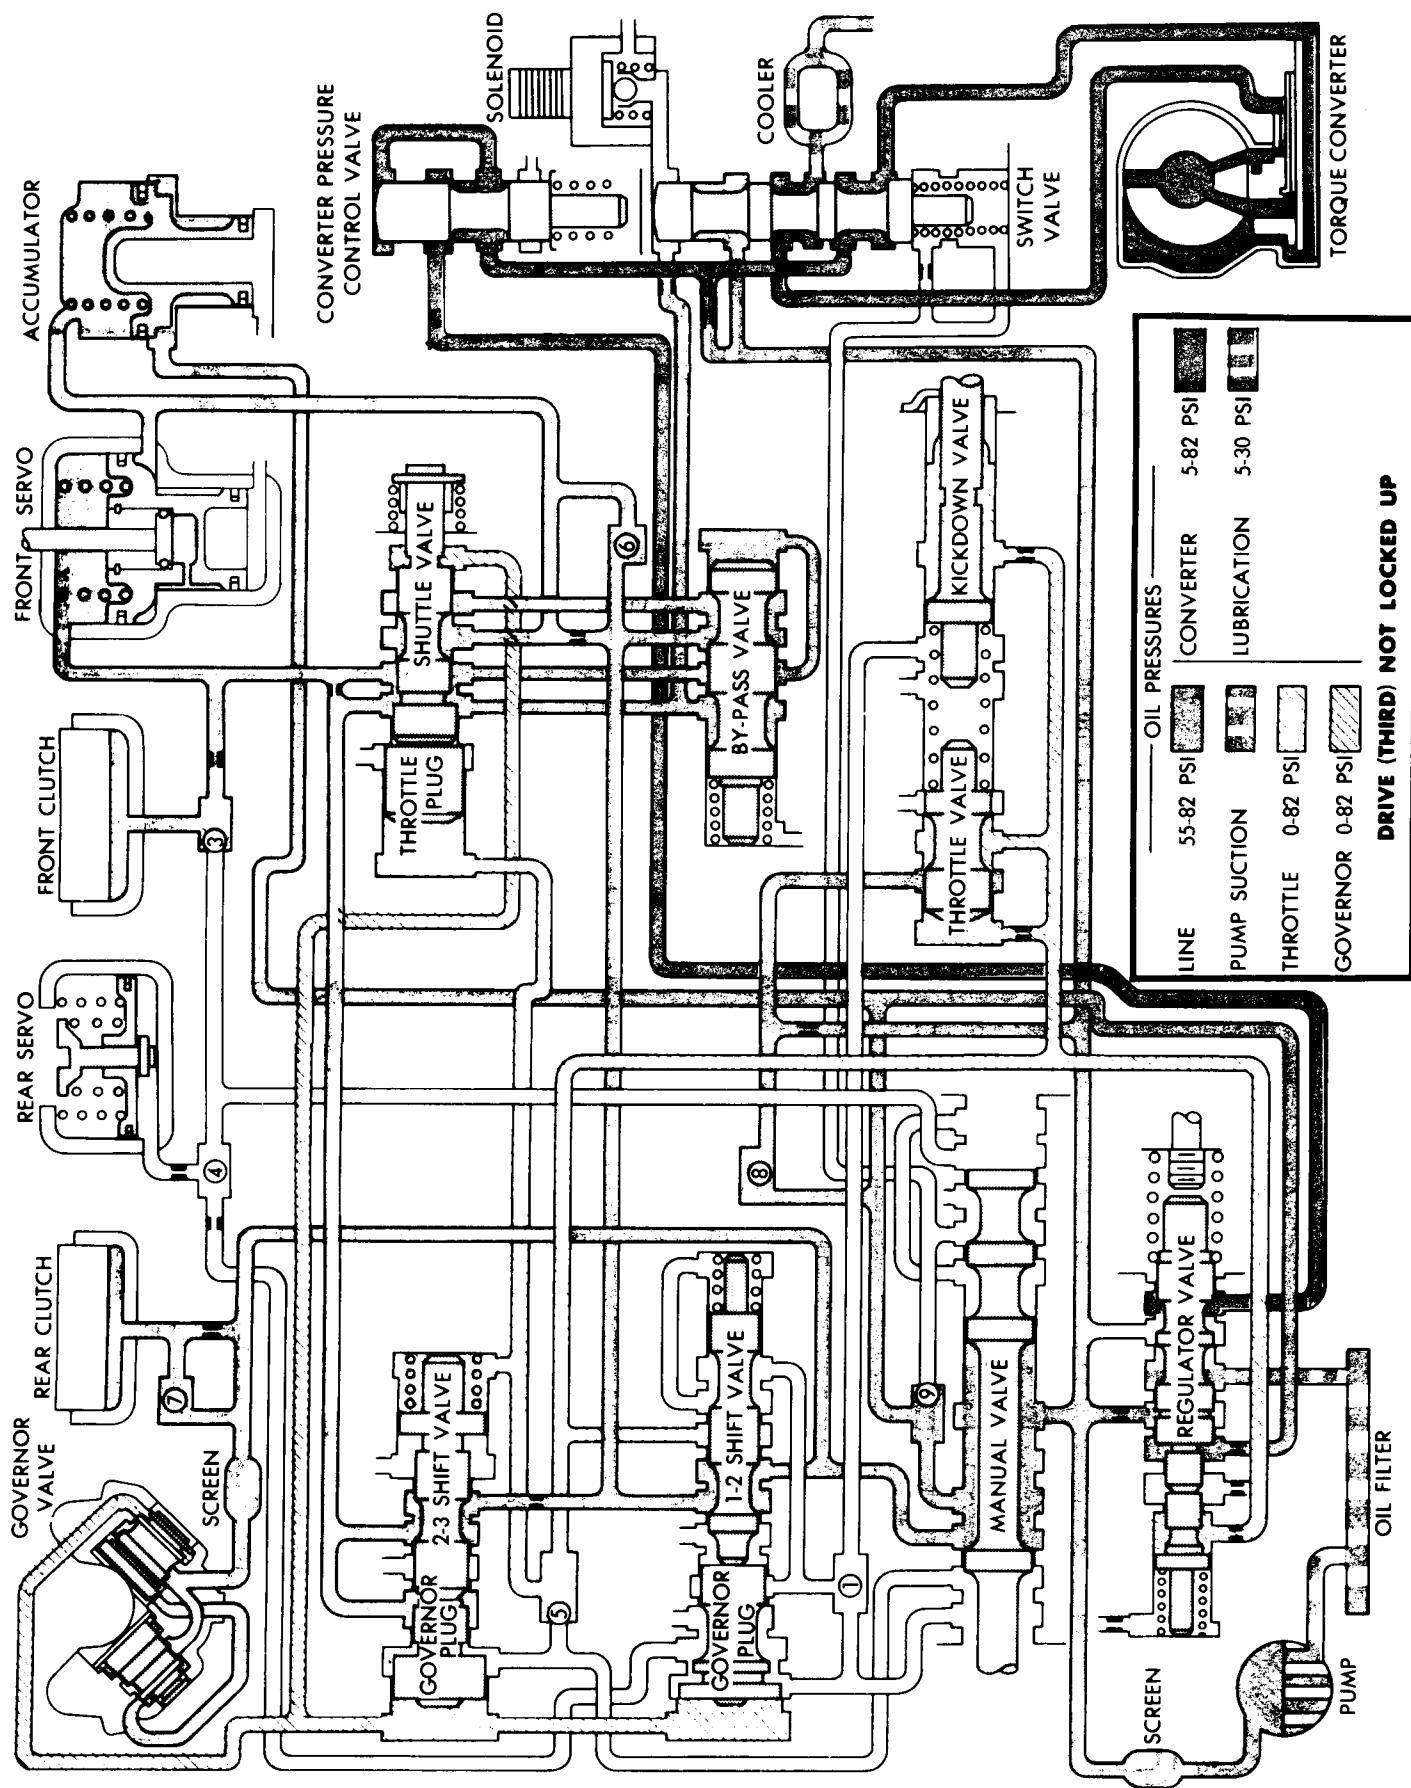 GOVERNOR
VALVE
REAR CLUTCH
REAR SERVO
FRONT CLUTCH
FRONT SERVO
ACCUMULATOR
SCREEN
7
4
3
CONVERTER PRESSURE
CONTROL VALVE
SOLENOID
GOVERNOR
PLUG
2-3 SHIFT VALVE
THROTTLE
PLUG
SHUTTLE VALVE
5
6
GOVERNOR
PLUG
1-2 SHIFT VALVE
8
BY-PASS VALVE
COOLER
1
9
MANUAL VALVE
THROTTLE VALVE
KICKDOWN VALVE
SWITCH
VALVE
SCREEN
REGULATOR VALVE
PUMP
OIL FILTER
TORQUE CONVERTER
OIL PRESSURES
LINE 55-82 PSI
CONVERTER 5-82 PSI
PUMP SUCTION
LUBRICATION 5-30 PSI
THROTTLE 0-82 PSI
GOVERNOR 0-82 PSI
DRIVE (THIRD) NOT LOCKED UP